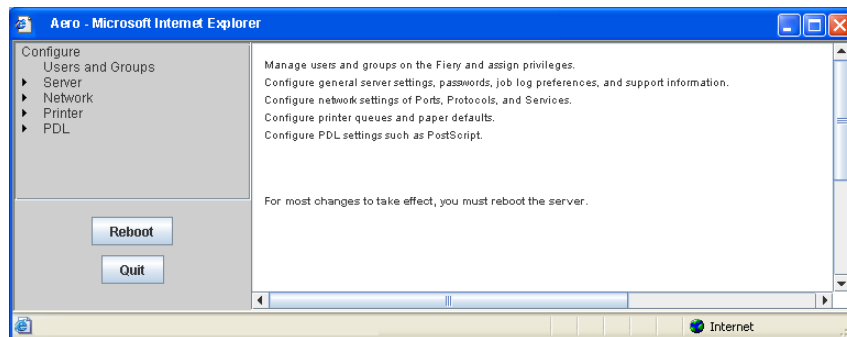 Aero - Microsoft Internet Explorer
Configure
Users and Groups
Server
Network
Printer
PDL
Reboot
Quit
Manage users and groups on the Fiery and assign privileges.
Configure general server settings, passwords, job log preferences, and support information.
Configure network settings of Ports, Protocols, and Services.
Configure printer queues and paper defaults.
Configure PDL settings such as PostScript.
For most changes to take effect, you must reboot the server.
Internet